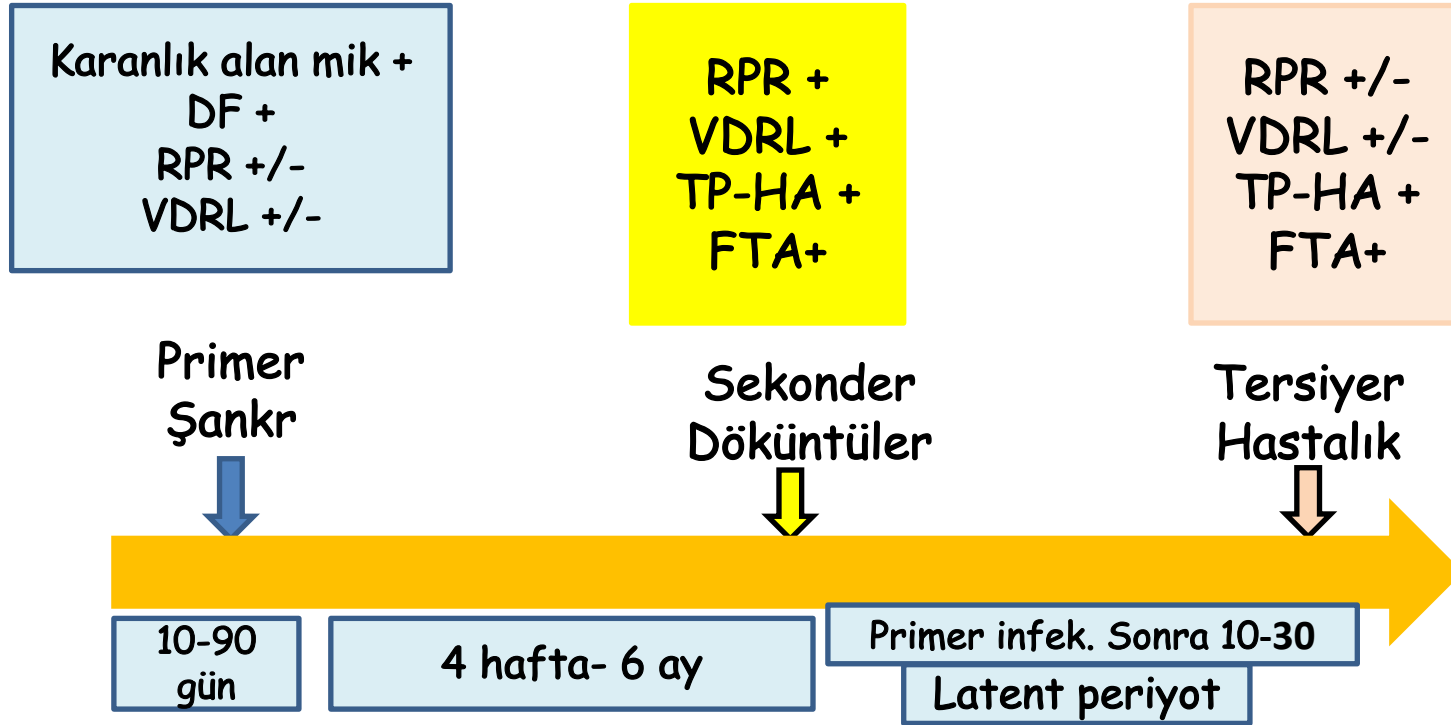 Karanlık alan mik +
DF +
RPR +/-
VDRL +/-
RPR +
VDRL +
TP-HA +
FTA+
RPR +/-
VDRL +/-
TP-HA +
FTA+
Primer
Şankr
Sekonder
Döküntüler
Tersiyer
Hastalık
10-90
gün
4 hafta- 6 ay
Primer infek. Sonra 10-30
Latent periyot